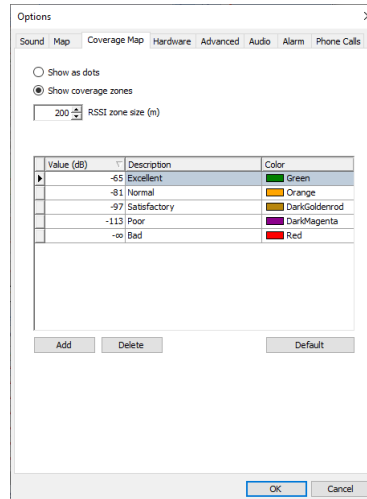 Options
Sound Map Coverage Map Hardware Advanced Audio Alarm Phone Calls
Show as dots
Show coverage zones
200 RSSI zone size (m)
Value (dB) Description Color
-65 Excellent Green
-81 Normal Orange
-97 Satisfactory DarkGoldenrod
-113 Poor DarkMagenta
-∞ Bad Red
Add Delete Default
OK Cancel